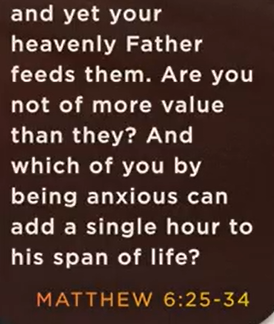 and yet your
heavenly Father
feeds them. Are you
not of more value
than they? And
which of you by
being anxious can
add a single hour to
his span of life?
MATTHEW 6:25-34